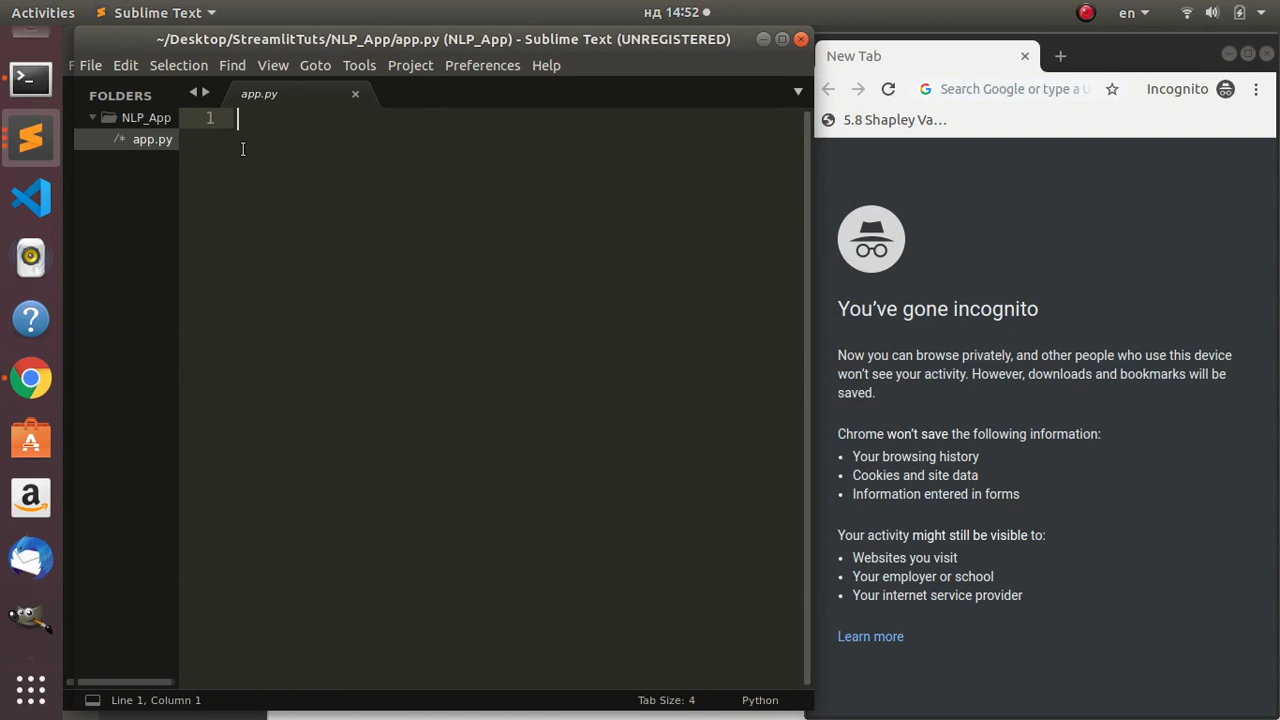 Activities
Sublime Text
нд 14:52
en
~/Desktop/StreamlitTuts/NLP_App/app.py (NLP_App) - Sublime Text (UNREGISTERED)
F File Edit Selection Find View Goto Tools Project Preferences Help
FOLDERS
NLP_App
/* app.py
app.py
1
Line 1, Column 1
Tab Size: 4
Python
New Tab
Search Google or type a U
Incognito
5.8 Shapley Va...
You've gone incognito
Now you can browse privately, and other people who use this device
won't see your activity. However, downloads and bookmarks will be
saved.
Chrome won't save the following information:
• Your browsing history
• Cookies and site data
• Information entered in forms
Your activity might still be visible to:
• Websites you visit
• Your employer or school
• Your internet service provider
Learn more